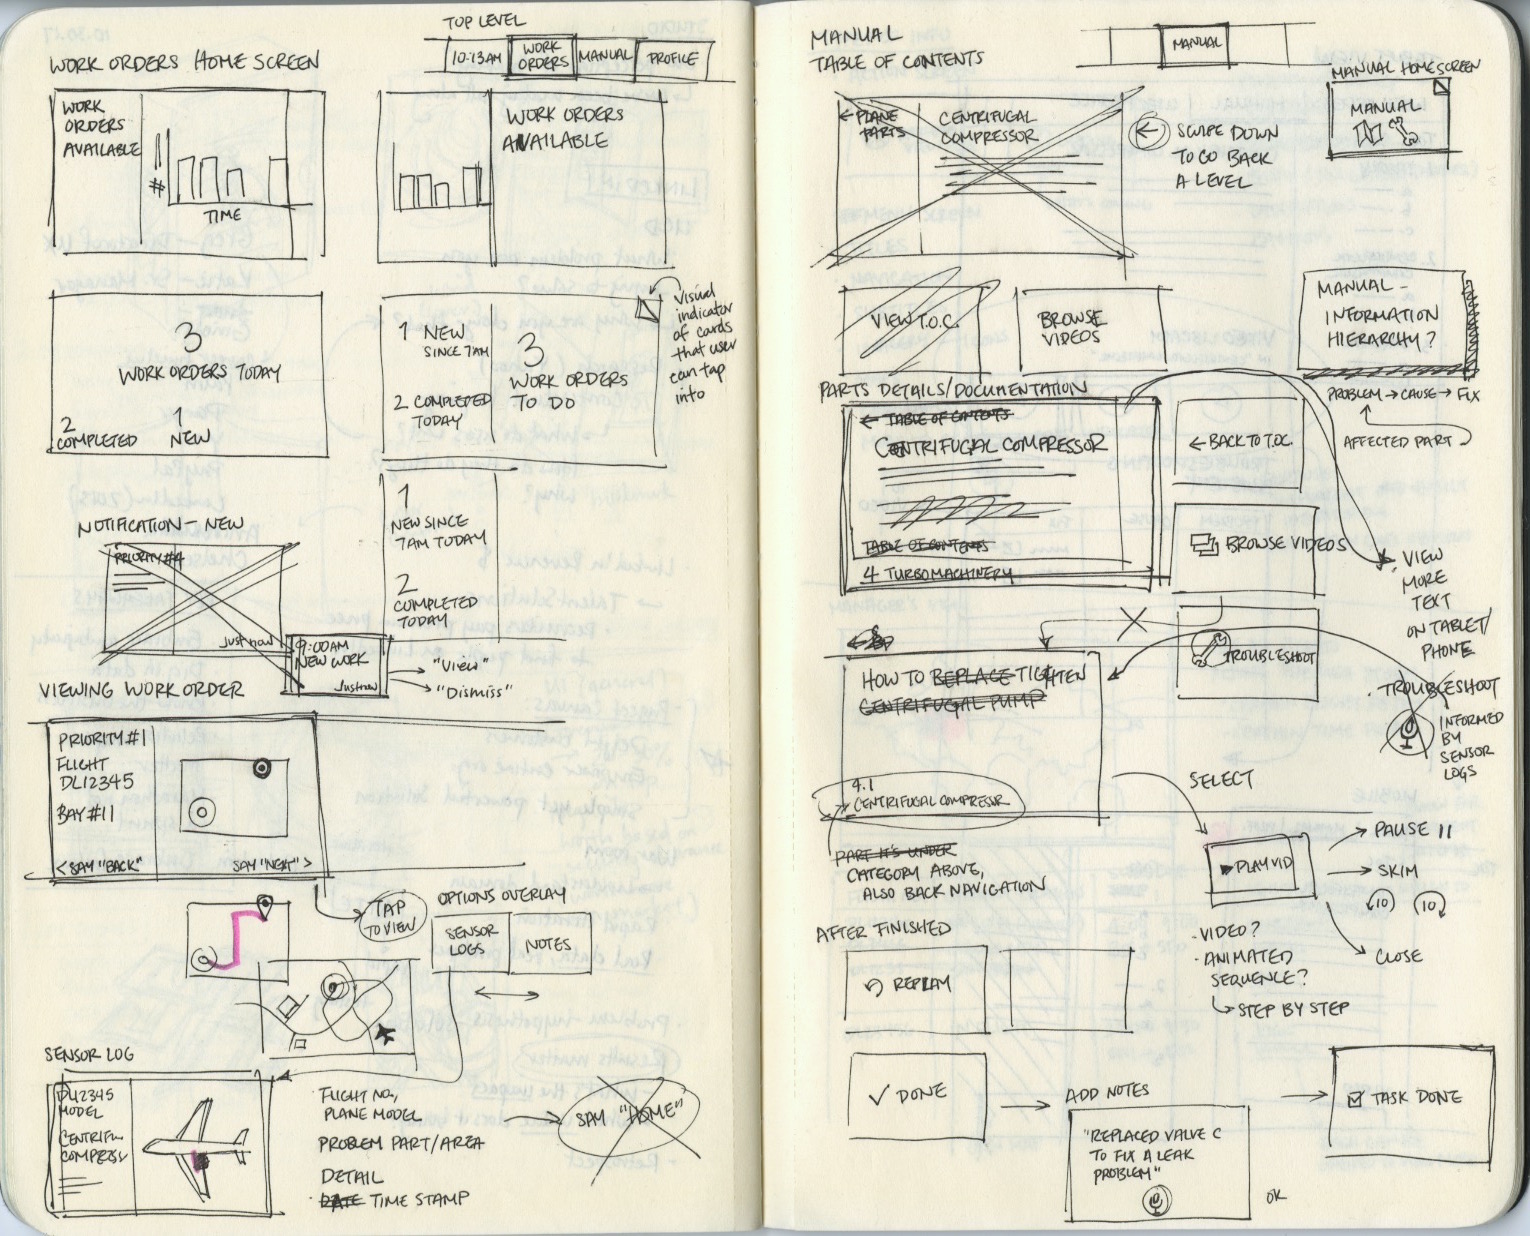 TOP LEVEL
10:13AM
WORK
ORDERS
MANUAL
PROFILE
WORK ORDERS HOME SCREEN
WORK
ORDERS
AVAILABLE
#
TIME
WORK ORDERS
AVAILABLE
3
WORK ORDERS TODAY
2
COMPLETED
1
NEW
1 NEW
SINCE 7AM
3
WORK ORDERS
TO DO
2 COMPLETED
TODAY
Visual
indicator
of cards
that user
can tap
into
1
NEW SINCE
7AM TODAY
2
COMPLETED
TODAY
NOTIFICATION - NEW
PRIORITY #4
Just now
9:00AM
NEW WORK
Just now
"View"
"Dismiss"
VIEWING WORK ORDER
PRIORITY #1
FLIGHT
DL12345
BAY #11
< SAY "BACK"
SAY "NEXT" >
TAP
TO VIEW
OPTIONS OVERLAY
SENSOR
LOGS
NOTES
SENSOR LOG
DL12345
MODEL
CENTRIFU
COMPRESS
FLIGHT NO.,
PLANE MODEL
PROBLEM PART/AREA
DETAIL
DATE TIME STAMP
SAY "HOME"
MANUAL
TABLE OF CONTENTS
MANUAL
MANUAL HOME SCREEN
MANUAL
← PLANE
PARTS
CENTRIFUGAL
COMPRESSOR
← SWIPE DOWN
TO GO BACK
A LEVEL
VIEW T.O.C.
BROWSE
VIDEOS
MANUAL -
INFORMATION
HIERARCHY?
PROBLEM → CAUSE → FIX
AFFECTED PART
PARTS DETAILS/DOCUMENTATION
← TABLE OF CONTENTS
CENTRIFUGAL COMPRESSOR
TABLE OF CONTENTS
4 TURBOMACHINERY
← BACK TO T.O.C.
BROWSE VIDEOS
· VIEW
MORE
TEXT
ON TABLET/
PHONE
TROUBLESHOOT
· TROUBLESHOOT
INFORMED
BY
SENSOR
LOGS
HOW TO REPLACE TIGHTEN
CENTRIFUGAL PUMP
4.1
CENTRIFUGAL COMPRESOR
PART IT'S UNDER
CATEGORY ABOVE,
ALSO BACK NAVIGATION
SELECT
PLAY VID
PAUSE II
SKIM
10 10
CLOSE
· VIDEO?
· ANIMATED
SEQUENCE?
STEP BY STEP
AFTER FINISHED
REPLAY
✓ DONE
ADD NOTES
"REPLACED VALVE C
TO FIX A LEAK
PROBLEM"
OK
TASK DONE